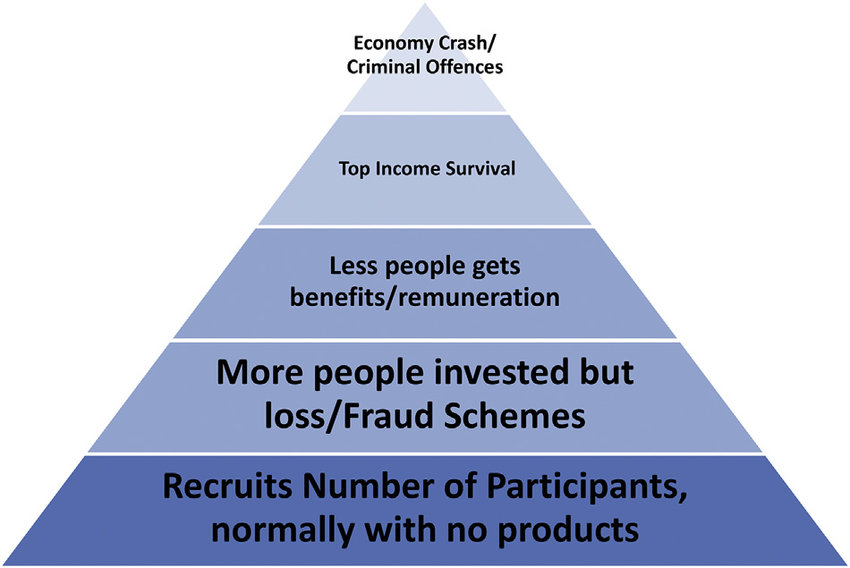 Economy Crash/
Criminal Offences
Top Income Survival
Less people gets
benefits/remuneration
More people invested but
loss/Fraud Schemes
Recruits Number of Participants,
normally with no products